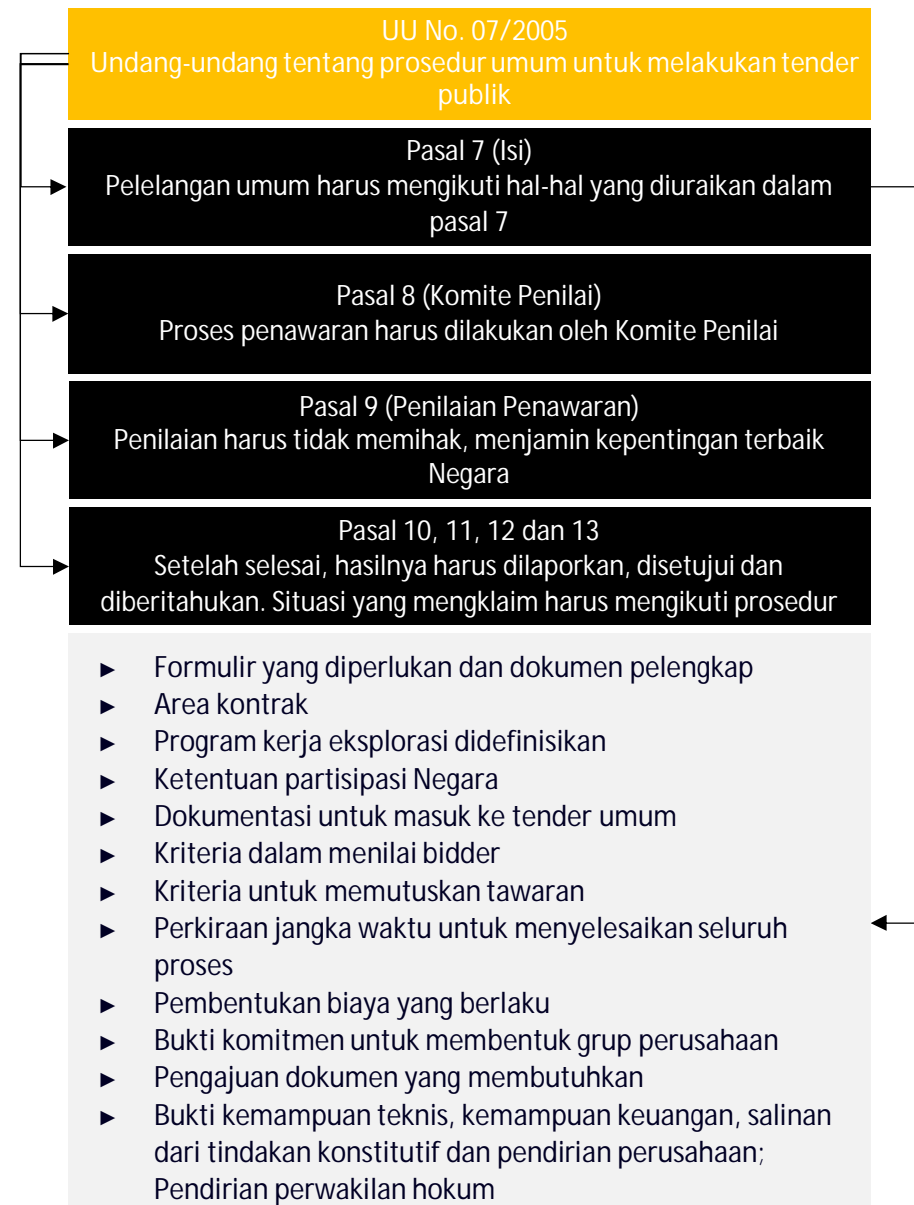 UU No. 07/2005
Undang-undang tentang prosedur umum untuk melakukan tender
publik
Pasal 7 (Isi)
Pelelangan umum harus mengikuti hal-hal yang diuraikan dalam
pasal 7
Pasal 8 (Komite Penilai)
Proses penawaran harus dilakukan oleh Komite Penilai
Pasal 9 (Penilaian Penawaran)
Penilaian harus tidak memihak, menjamin kepentingan terbaik
Negara
Pasal 10, 11, 12 dan 13
Setelah selesai, hasilnya harus dilaporkan, disetujui dan
diberitahukan. Situasi yang mengklaim harus mengikuti prosedur
► Formulir yang diperlukan dan dokumen pelengkap
► Area kontrak
► Program kerja eksplorasi didefinisikan
► Ketentuan partisipasi Negara
► Dokumentasi untuk masuk ke tender umum
► Kriteria dalam menilai bidder
► Kriteria untuk memutuskan tawaran
► Perkiraan jangka waktu untuk menyelesaikan seluruh
proses
► Pembentukan biaya yang berlaku
► Bukti komitmen untuk membentuk grup perusahaan
► Pengajuan dokumen yang membutuhkan
► Bukti kemampuan teknis, kemampuan keuangan, salinan
dari tindakan konstitutif dan pendirian perusahaan;
Pendirian perwakilan hokum